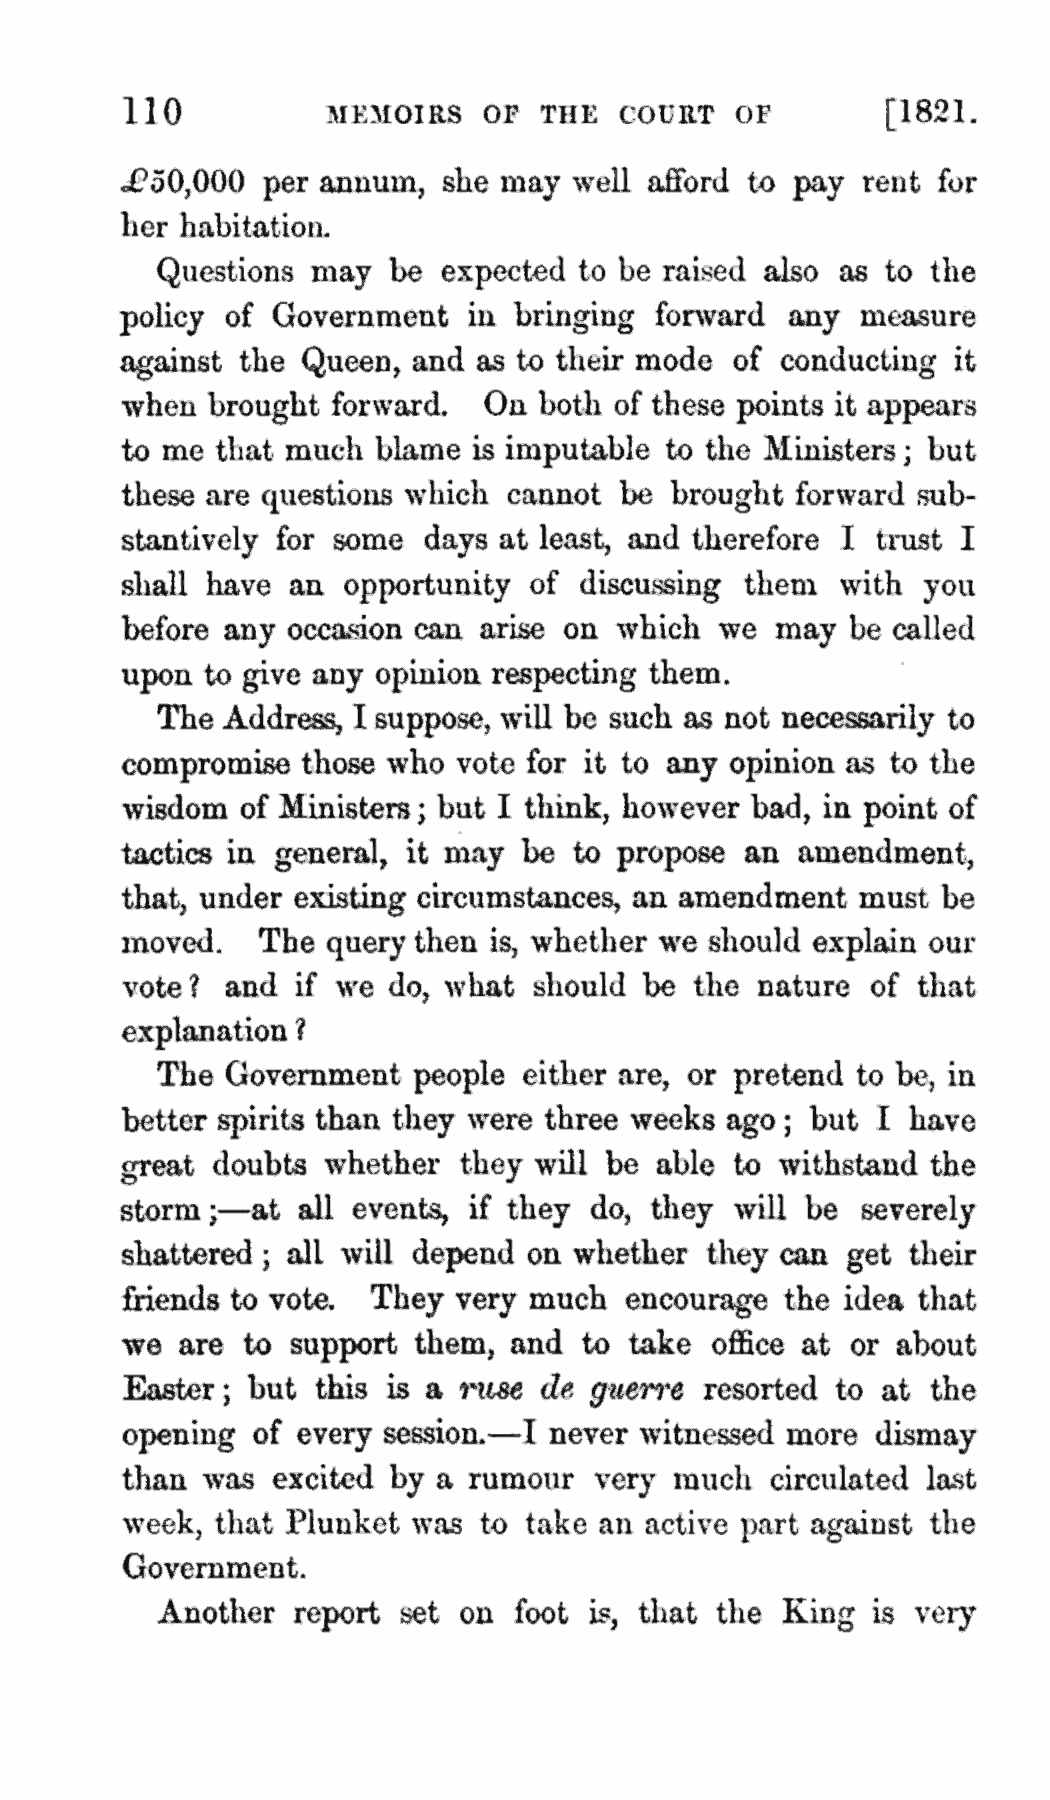 110 MEMOIRS OF THE COURT OF [1821.
£50,000 per annum, she may well afford to pay rent for
her habitation.
Questions may be expected to be raised also as to the
policy of Government in bringing forward any measure
against the Queen, and as to their mode of conducting it
when brought forward. On both of these points it appears
to me that much blame is imputable to the Ministers; but
these are questions which cannot be brought forward sub-
stantively for some days at least, and therefore I trust I
shall have an opportunity of discussing them with you
before any occasion can arise on which we may be called
upon to give any opinion respecting them.
The Address, I suppose, will be such as not necessarily to
compromise those who vote for it to any opinion as to the
wisdom of Ministers; but I think, however bad, in point of
tactics in general, it may be to propose an amendment,
that, under existing circumstances, an amendment must be
moved. The query then is, whether we should explain our
vote? and if we do, what should be the nature of that
explanation?
The Government people either are, or pretend to be, in
better spirits than they were three weeks ago; but I have
great doubts whether they will be able to withstand the
storm;—at all events, if they do, they will be severely
shattered; all will depend on whether they can get their
friends to vote. They very much encourage the idea that
we are to support them, and to take office at or about
Easter; but this is a ruse de guerre resorted to at the
opening of every session.—I never witnessed more dismay
than was excited by a rumour very much circulated last
week, that Plunket was to take an active part against the
Government.
Another report set on foot is, that the King is very